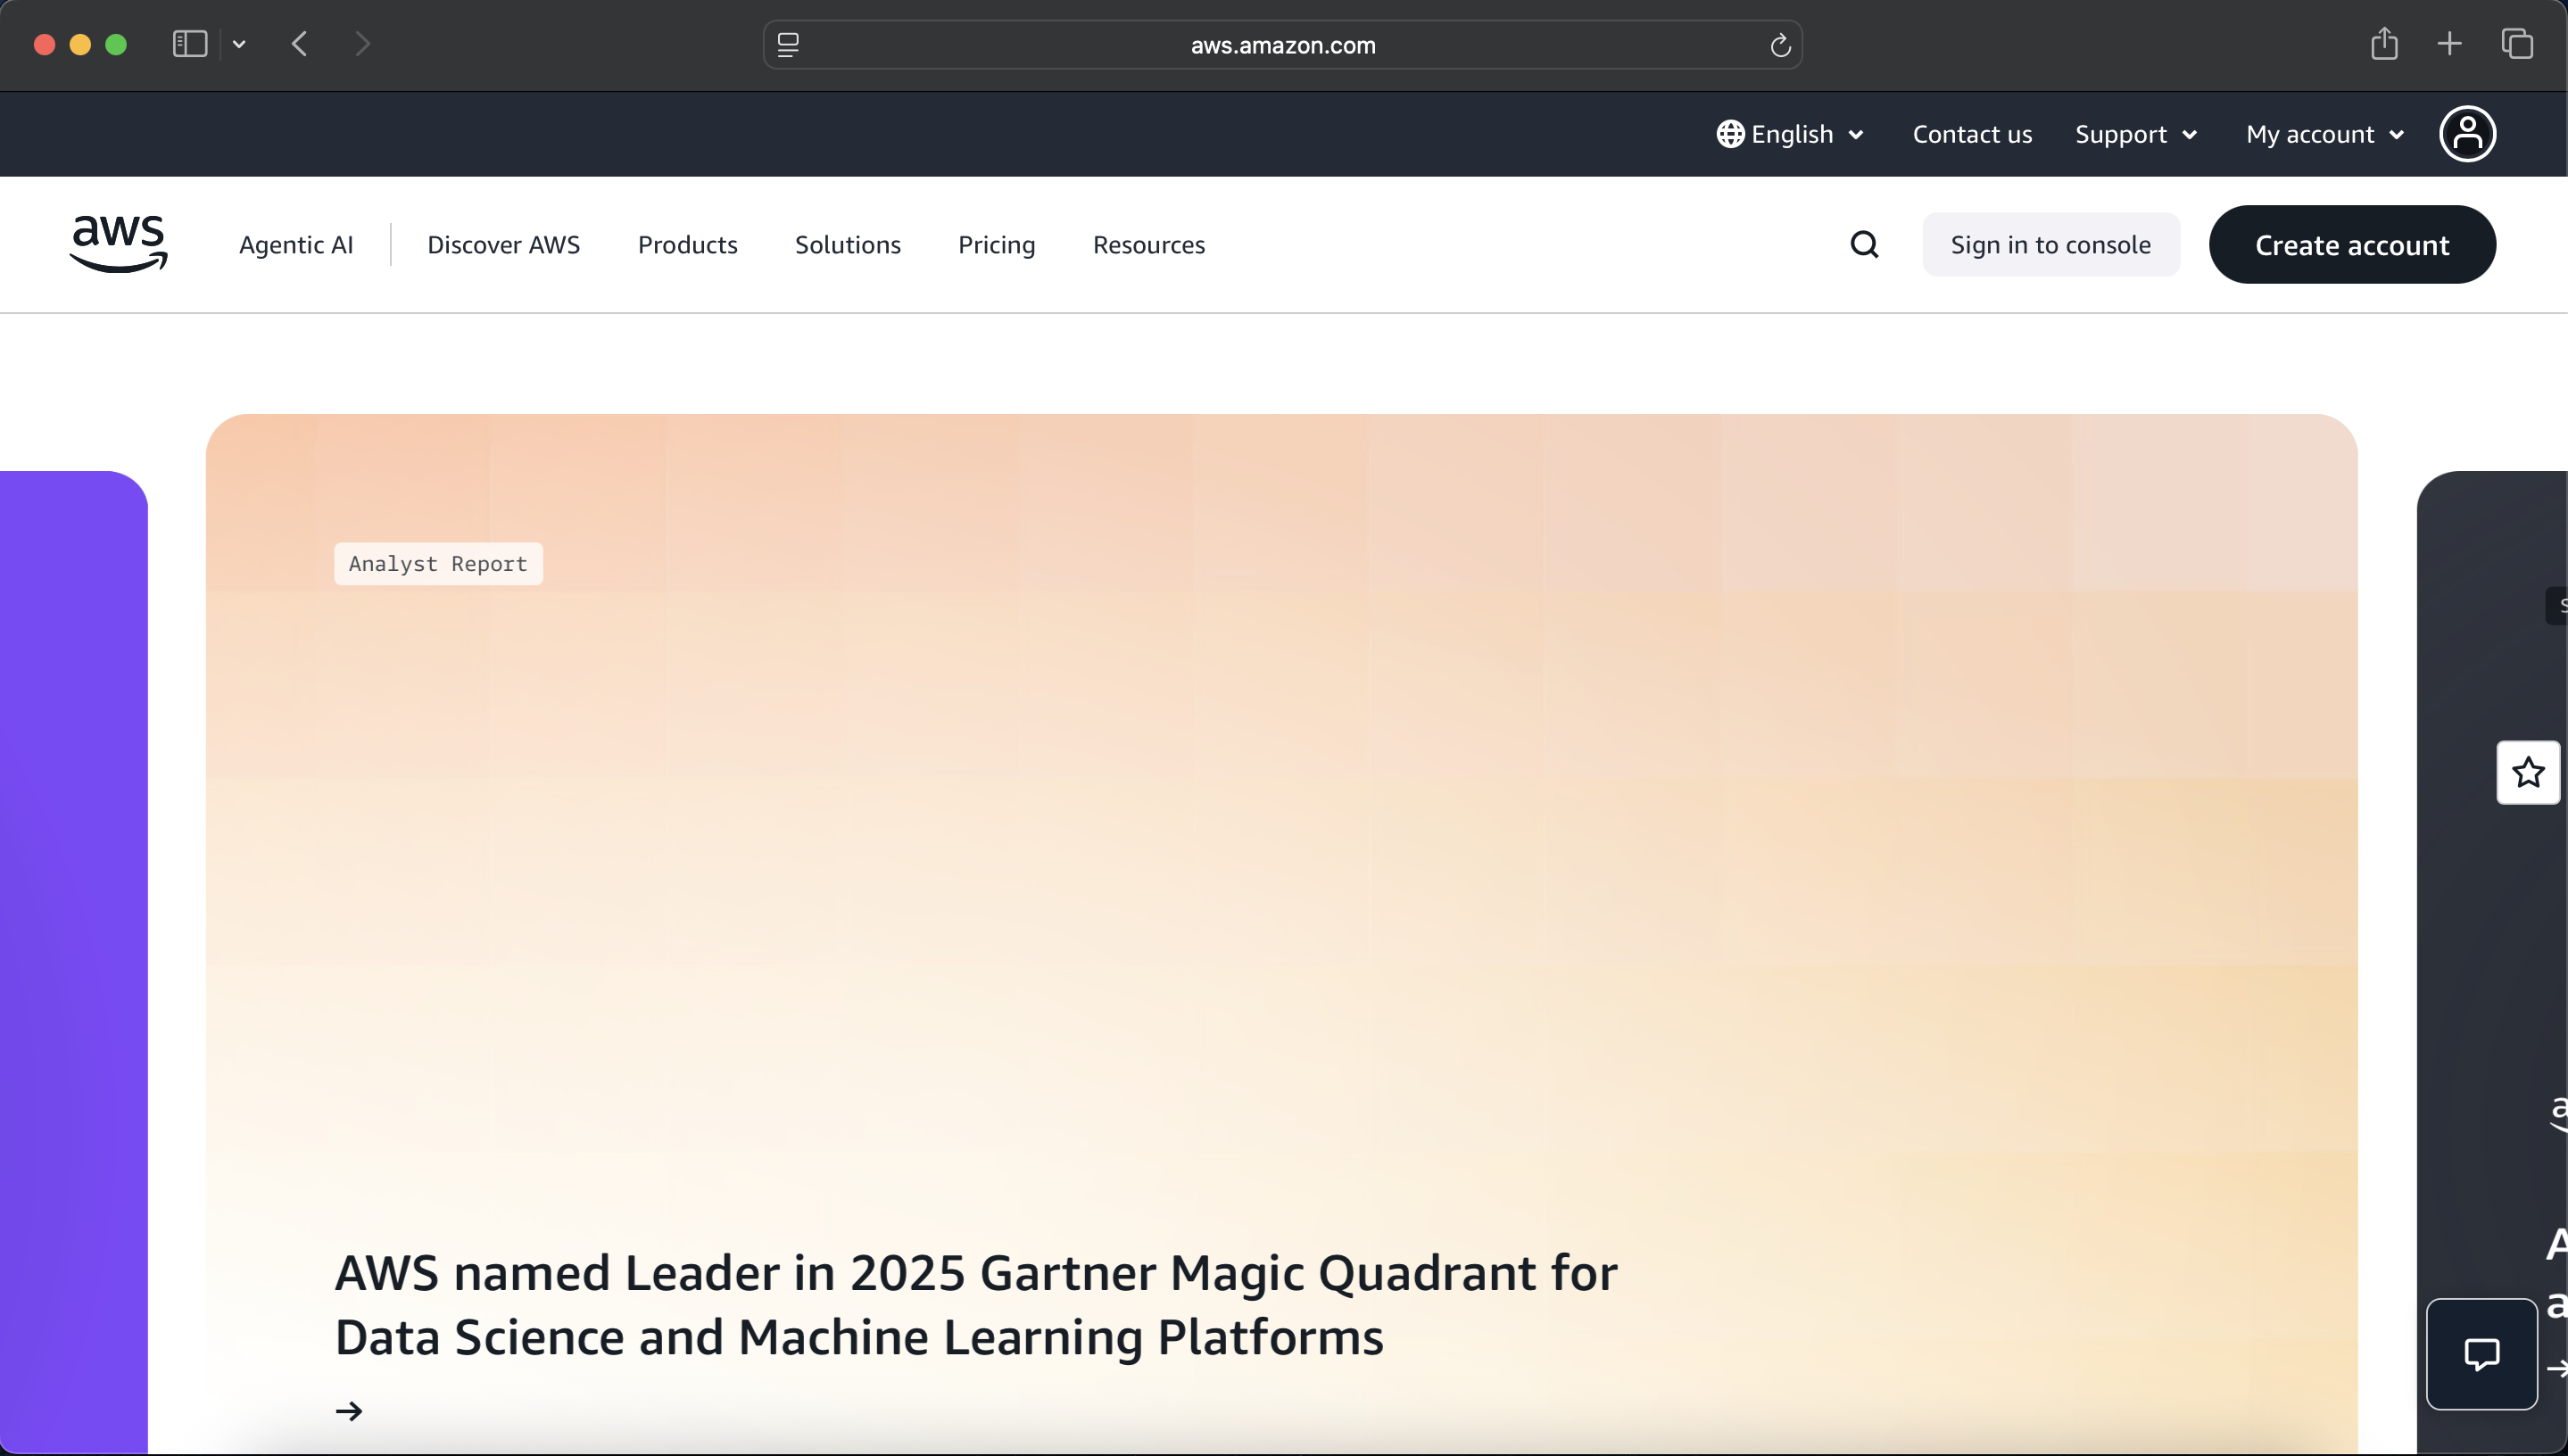 aws.amazon.com
English
Contact us
Support
My account
aws
Agentic AI
Discover AWS
Products
Solutions
Pricing
Resources
Sign in to console
Create account
Analyst Report
AWS named Leader in 2025 Gartner Magic Quadrant for
Data Science and Machine Learning Platforms